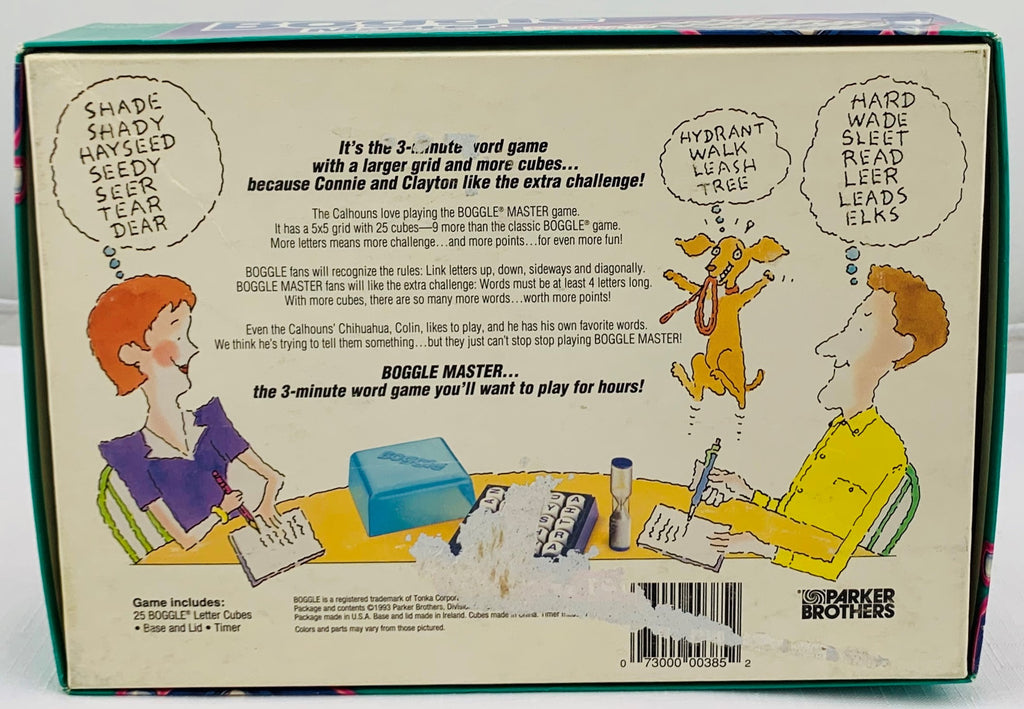 SHADE
SHADY
HAYSEED
SEEDY
SEER
TEAR
DEAR
It's the 3-minute word game
with a larger grid and more cubes...
because Connie and Clayton like the extra challenge!
The Calhouns love playing the BOGGLE® MASTER game.
It has a 5x5 grid with 25 cubes—9 more than the classic BOGGLE® game.
More letters means more challenge...and more points...for even more fun!
BOGGLE fans will recognize the rules: Link letters up, down, sideways and diagonally.
BOGGLE MASTER fans will like the extra challenge: Words must be at least 4 letters long.
With more cubes, there are so many more words...worth more points!
Even the Calhouns' Chihuahua, Colin, likes to play, and he has his own favorite words.
We think he's trying to tell them something...but they just can't stop stop playing BOGGLE MASTER!
BOGGLE MASTER...
the 3-minute word game you'll want to play for hours!
HYDRANT
WALK
LEASH
TREE
HARD
WADE
SLEET
READ
LEER
LEADS
ELKS
BOGGLE
Game includes:
25 BOGGLE® Letter Cubes
• Base and Lid • Timer
BOGGLE is a registered trademark of Tonka
Package and contents ©1993 Parker Brothers,
Package made in U.S.A. Base and lid made in Ireland. Cubes made in China. Timer
Colors and parts may vary from those pictured.
0 73000 00385 2
PARKER
BROTHERS